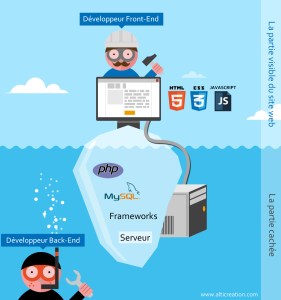 Développeur Front-End
HTML
CSS
JAVASCRIPT
5
3
JS
La partie visible du site web
php
MySQL
Frameworks
Serveur
La partie cachée
Développeur Back-End
www.alticreation.com